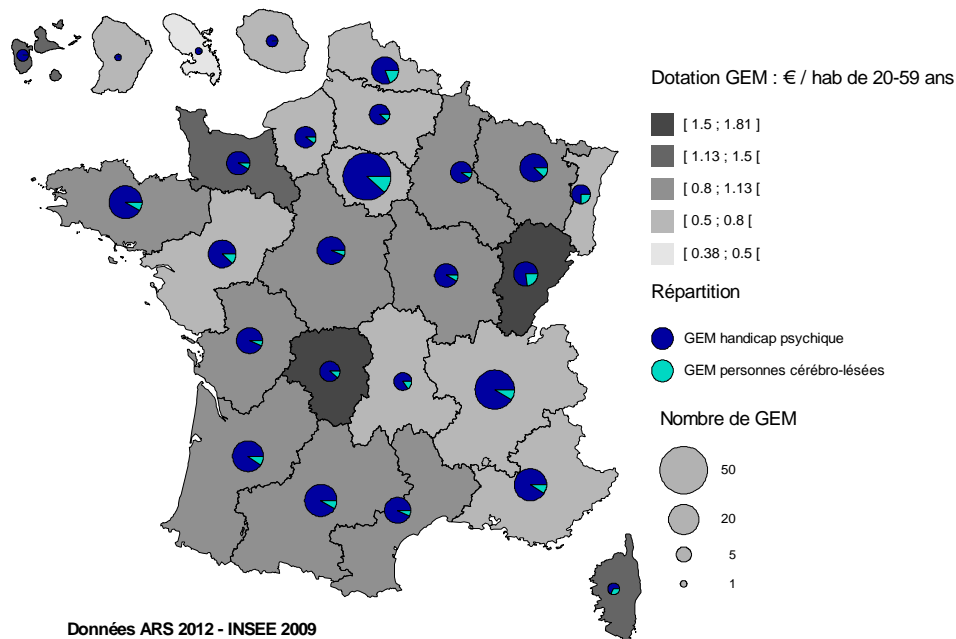 Dotation GEM : € / hab de 20-59 ans
[ 1.5 ; 1.81 ]
[ 1.13 ; 1.5 [
[ 0.8 ; 1.13 [
[ 0.5 ; 0.8 [
[ 0.38 ; 0.5 [
Répartition
GEM handicap psychique
GEM personnes cérébro-lésées
Nombre de GEM
50
20
5
1
Données ARS 2012 - INSEE 2009